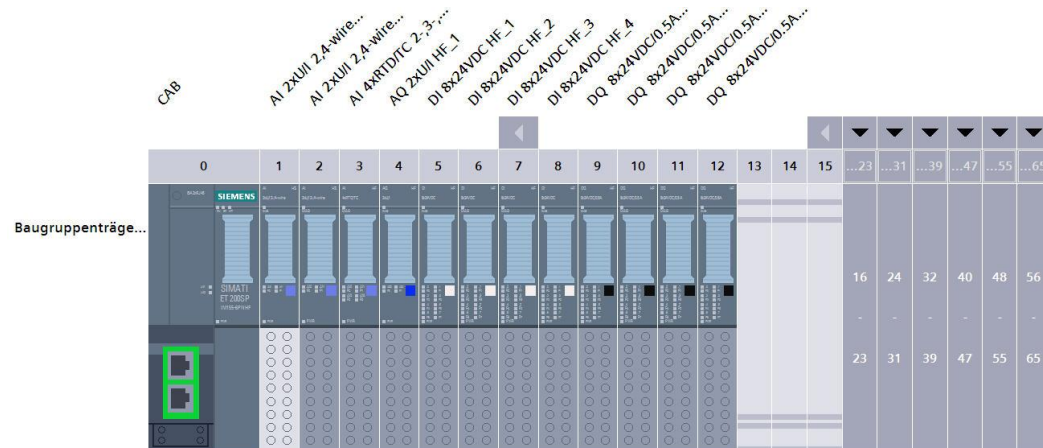 CAB
AI 2xU/I 2,4-wire...
AI 2xU/I 2,4-wire...
AI 4xRTD/TC 2-,3-,...
AQ 2xU/I HF_1
DI 8x24VDC HF_1
DI 8x24VDC HF_2
DI 8x24VDC HF_3
DI 8x24VDC HF_4
DQ 8x24VDC/0.5A...
DQ 8x24VDC/0.5A...
DQ 8x24VDC/0.5A...
DQ 8x24VDC/0.5A...
0 1 2 3 4 5 6 7 8 9 10 11 12 13 14 15 ...23 ...31 ...39 ...47 ...55 ...65
SIEMENS
Baugruppenträge...
16 24 32 40 48 56
- - - - - -
SIMATI
ET 200SP
23 31 39 47 55 65